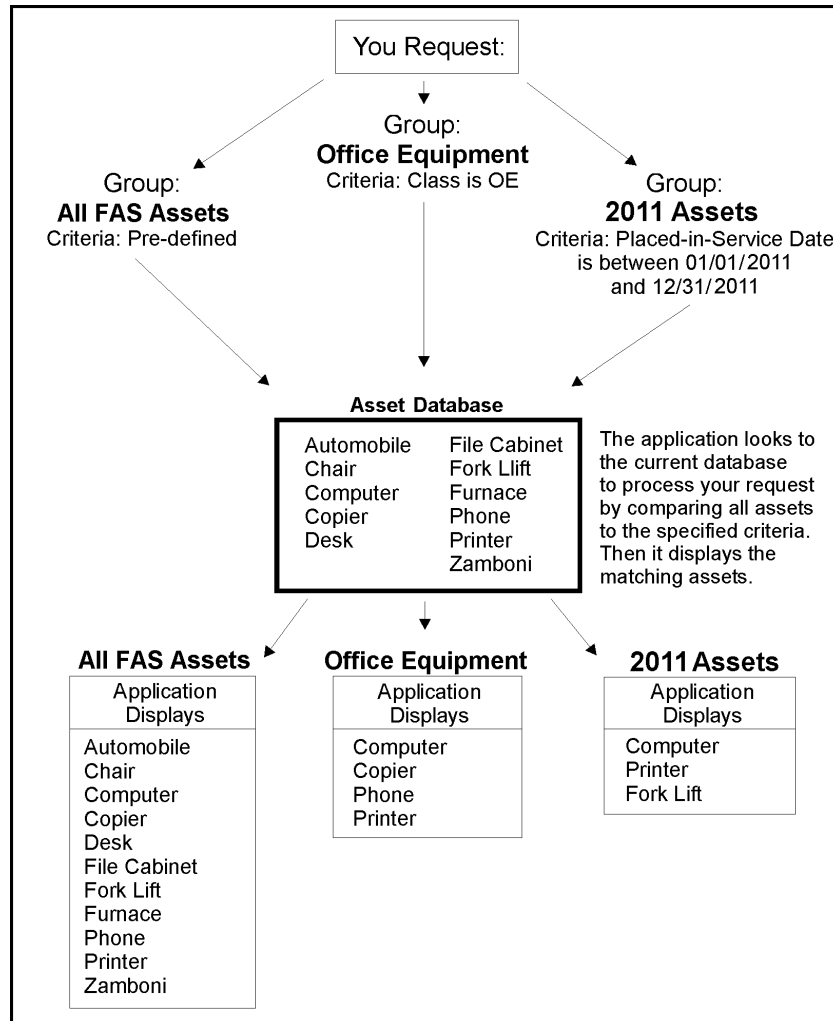 You Request:
Group:
Office Equipment
Criteria: Class is OE
Group:
All FAS Assets
Criteria: Pre-defined
Group:
2011 Assets
Criteria: Placed-in-Service Date
is between 01/01/2011
and 12/31/2011
Asset Database
Automobile
Chair
Computer
Copier
Desk
File Cabinet
Fork Llift
Furnace
Phone
Printer
Zamboni
The application looks to
the current database
to process your request
by comparing all assets
to the specified criteria.
Then it displays the
matching assets.
All FAS Assets
Application
Displays
Automobile
Chair
Computer
Copier
Desk
File Cabinet
Fork Lift
Furnace
Phone
Printer
Zamboni
Office Equipment
Application
Displays
Computer
Copier
Phone
Printer
2011 Assets
Application
Displays
Computer
Printer
Fork Lift